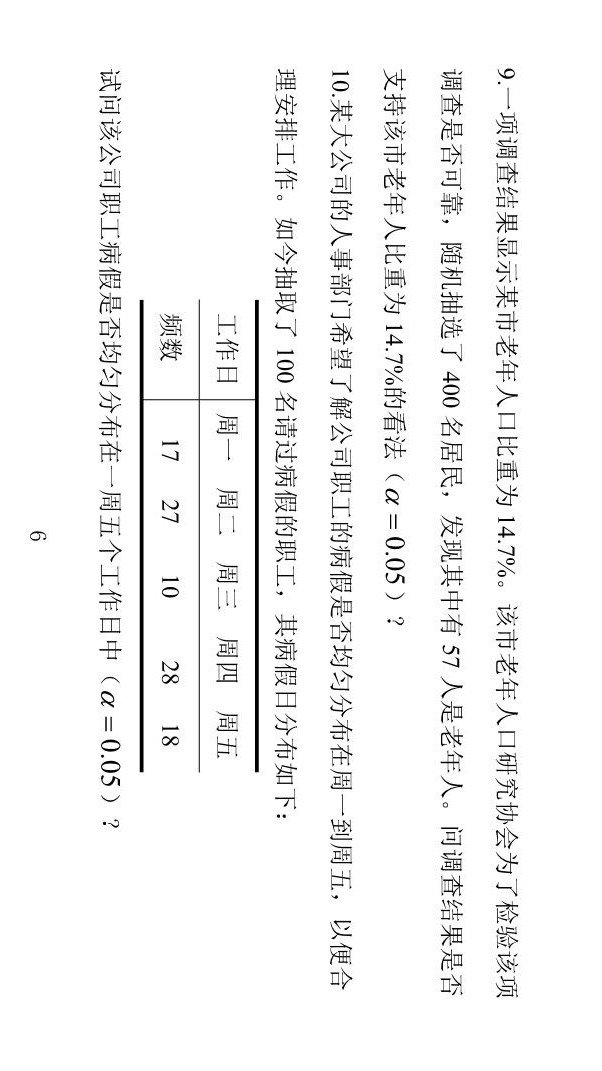 9.一项调查结果显示某市老年人口比重为 14.7%。该市老年人口研究协会为了检验该项
调查是否可靠，随机抽选了 400 名居民，发现其中有 57 人是老年人。问调查结果是否
支持该市老年人比重为 14.7%的看法（α = 0.05）？
10.某大公司的人事部门希望了解公司职工的病假是否均匀分布在周一到周五，以便合
理安排工作。如今抽取了 100 名请过病假的职工，其病假日分布如下：
工作日 周一 周二 周三 周四 周五
频数 17 27 10 28 18
试问该公司职工病假是否均匀分布在一周五个工作日中（α = 0.05）？
6